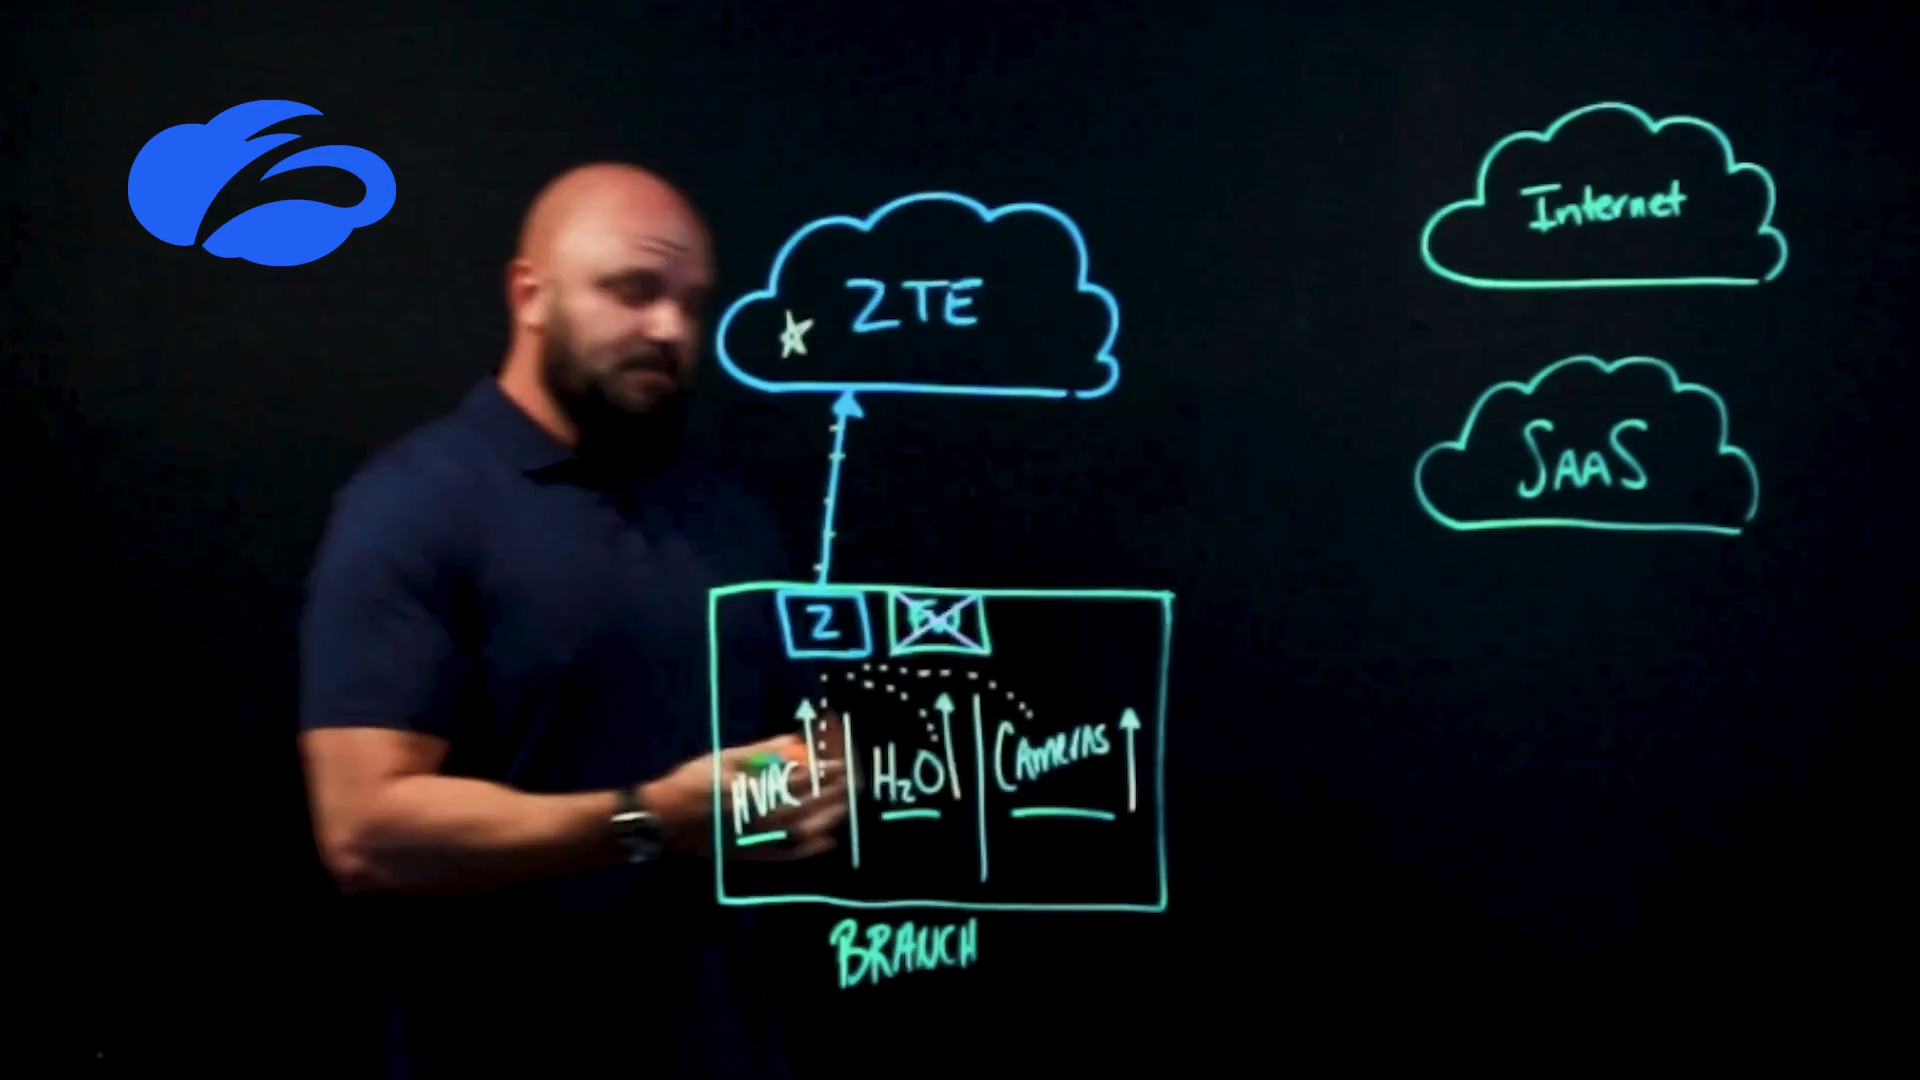 Internet
ZTE
SAAS
Z
HVAC
H₂O
CAMERAS
BRANCH